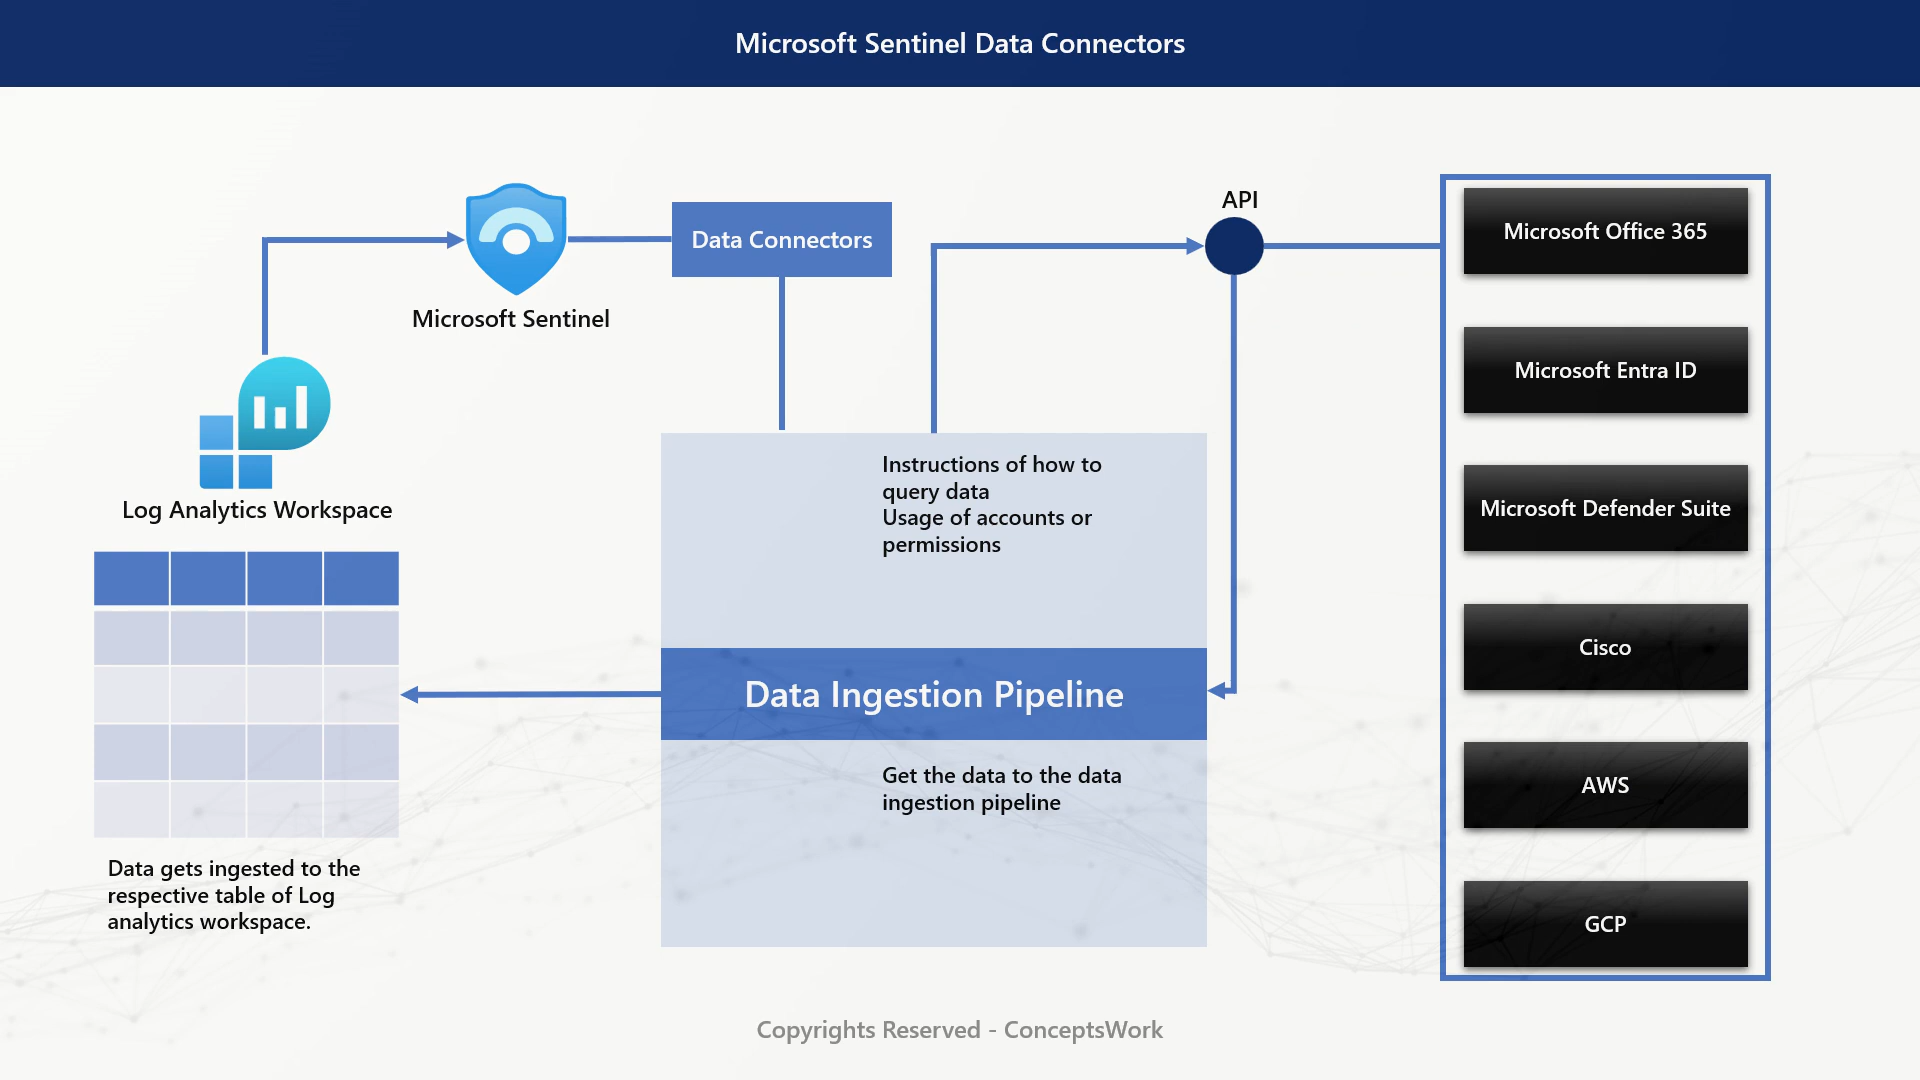 Microsoft Sentinel Data Connectors
API
Data Connectors
Microsoft Sentinel
Log Analytics Workspace
Instructions of how to
query data
Usage of accounts or
permissions
Data Ingestion Pipeline
Get the data to the data
ingestion pipeline
Data gets ingested to the
respective table of Log
analytics workspace.
Microsoft Office 365
Microsoft Entra ID
Microsoft Defender Suite
Cisco
AWS
GCP
Copyrights Reserved - ConceptsWork